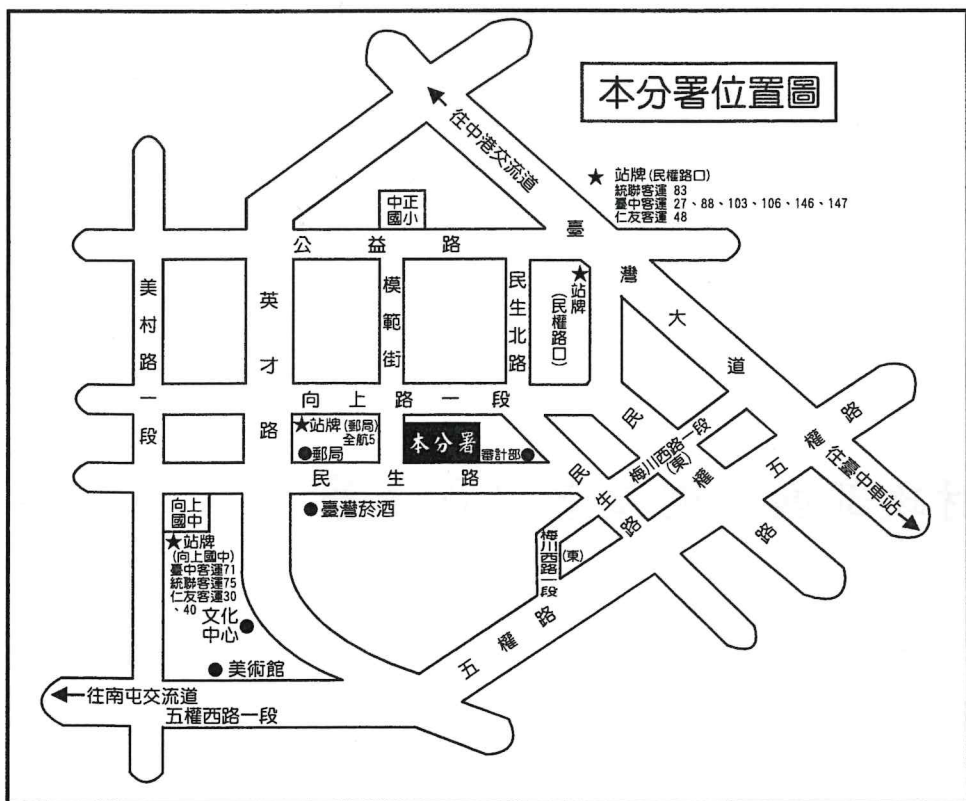 本分署位置圖
往中港交流道
★ 站牌(民權路口)
統聯客運 83
臺中客運 27、88、103、106、146、147
仁友客運 48
中正
國小
公益路
臺灣大道
美村路一段
英才路
模範街
民生北路
★站牌
(民權路口)
向上路一段
★站牌(郵局)
全航5
●郵局
本分署
審計部●
民生路
民生路
民權路
梅川西路一段
(東)
五權路
往臺中車站
向上
國中
●臺灣菸酒
★站牌
(向上國中)
臺中客運71
統聯客運75
仁友客運30
、40
文化
中心
●美術館
梅川西路一段
(東)
五權路
往南屯交流道
五權西路一段